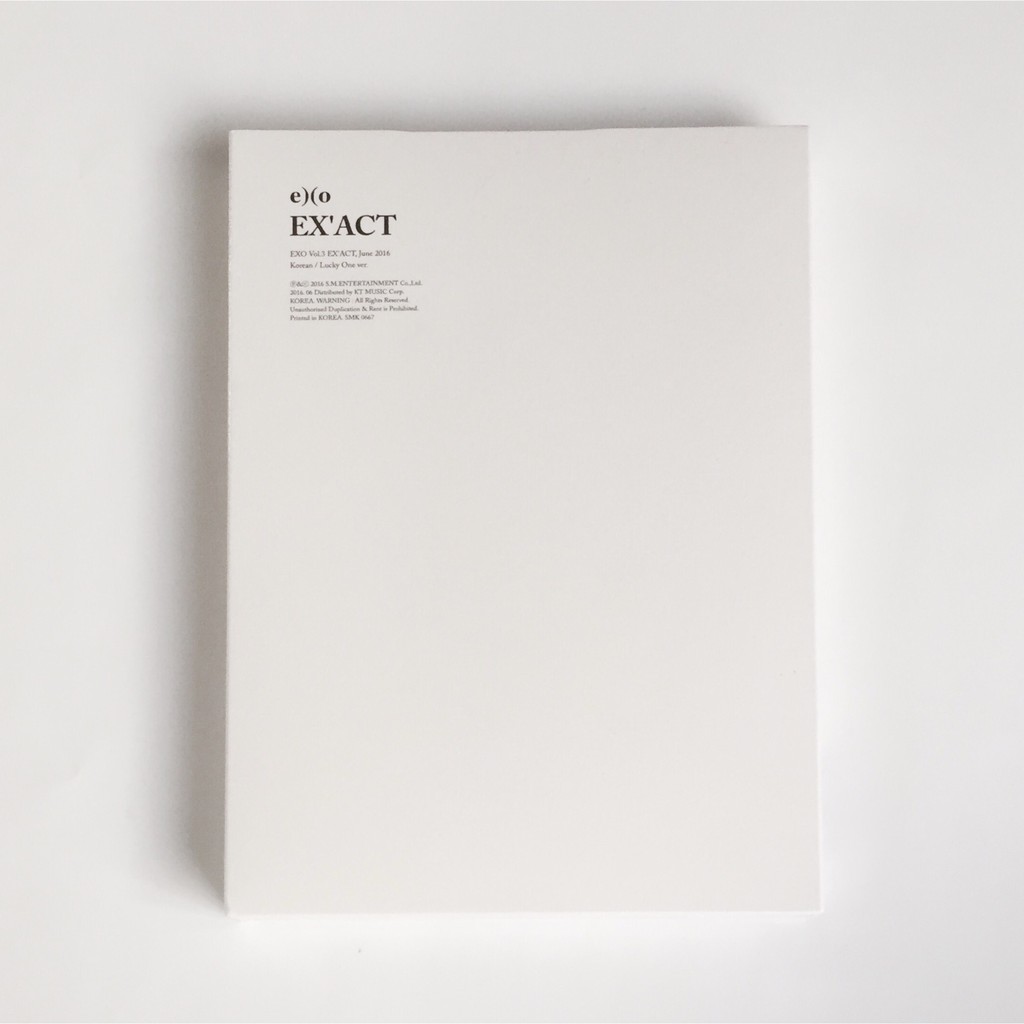 e)(o
EX'ACT
EXO Vol.3 EX'ACT, June 2016
Korean / Lucky One ver.
ⓟ&ⓒ 2016 S.M.ENTERTAINMENT Co.,Ltd.
2016. 06 Distributed by KT MUSIC Corp.
KOREA. WARNING : All Rights Reserved.
Unauthorized Duplication & Rent is Prohibited.
Printed in KOREA. SMK 0667